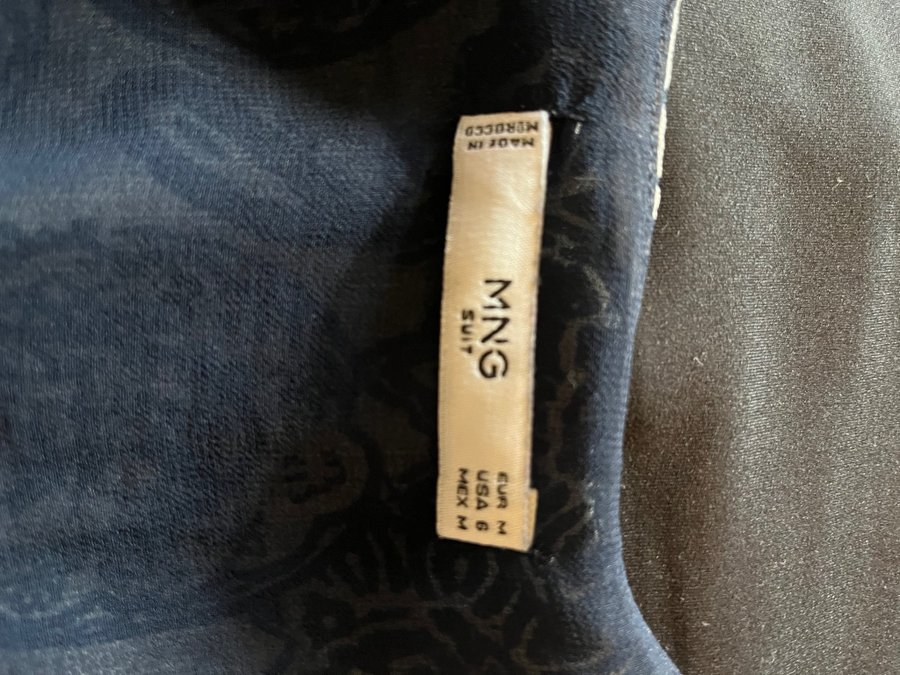 MADE IN
MOROCCO
MNG
SUIT
EUR M
USA 6
MEX M